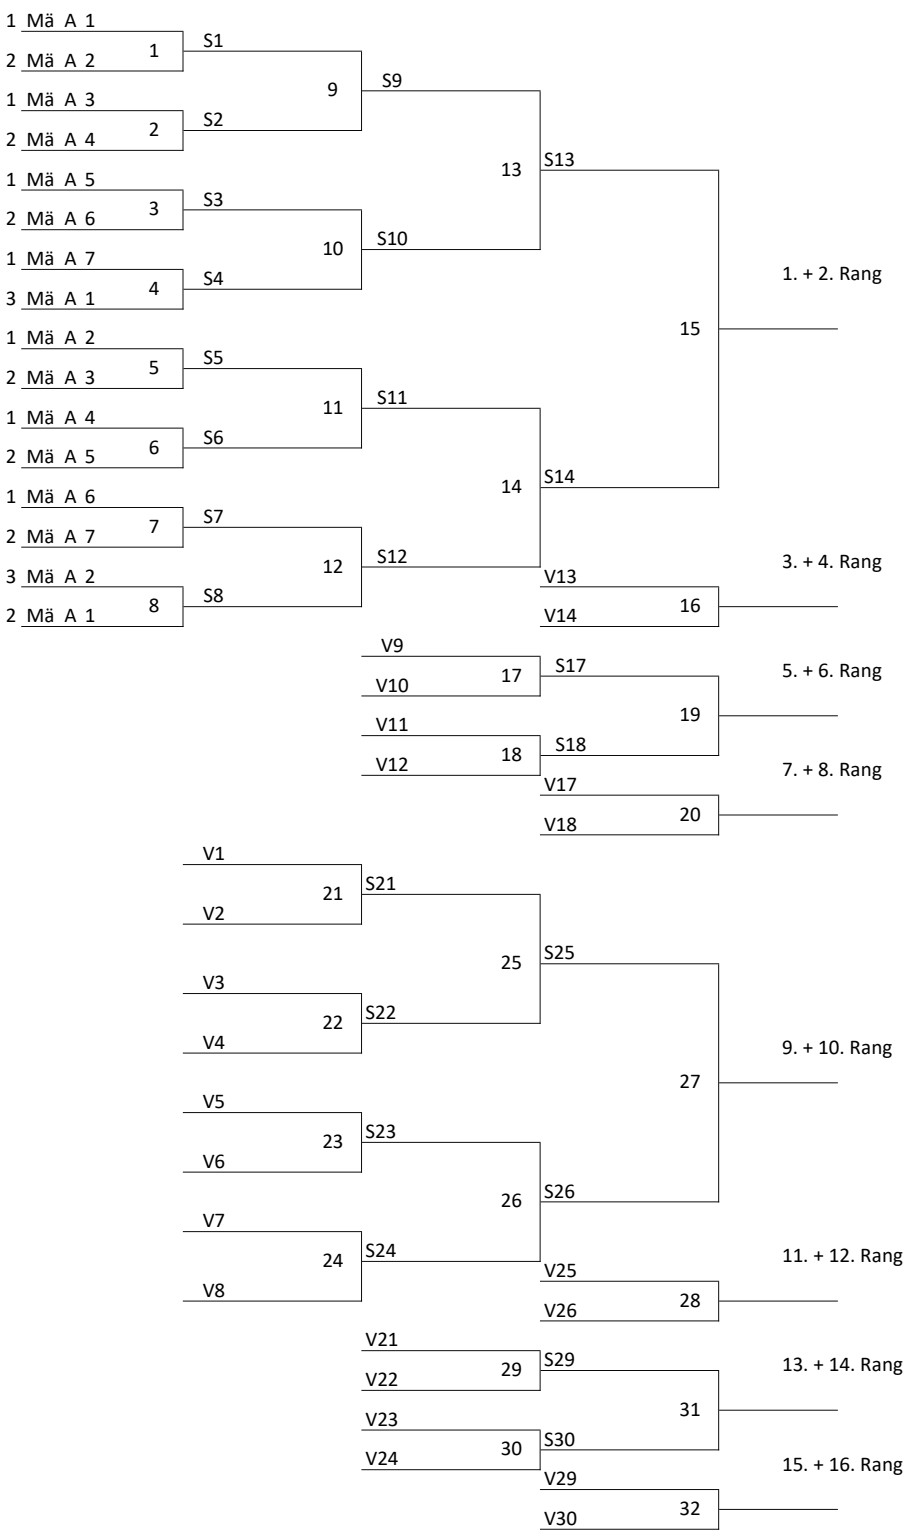 1 Mä A 1
1 S1
2 Mä A 2
9 S9
1 Mä A 3
2 S2
2 Mä A 4
13 S13
1 Mä A 5
3 S3
2 Mä A 6
10 S10
1 Mä A 7
4 S4
1. + 2. Rang
3 Mä A 1
15
1 Mä A 2
5 S5
2 Mä A 3
11 S11
1 Mä A 4
6 S6
2 Mä A 5
14 S14
1 Mä A 6
7 S7
2 Mä A 7
12 S12
3. + 4. Rang
3 Mä A 2
V13
8 S8
16
2 Mä A 1
V14
V9
17 S17
5. + 6. Rang
V10
19
V11
18 S18
V12
7. + 8. Rang
V17
20
V18
V1
21 S21
V2
25 S25
V3
22 S22
V4
9. + 10. Rang
27
V5
23 S23
V6
26 S26
V7
24 S24
11. + 12. Rang
V25
V8
28
V26
V21
29 S29
13. + 14. Rang
V22
31
V23
30 S30
V24
15. + 16. Rang
V29
32
V30